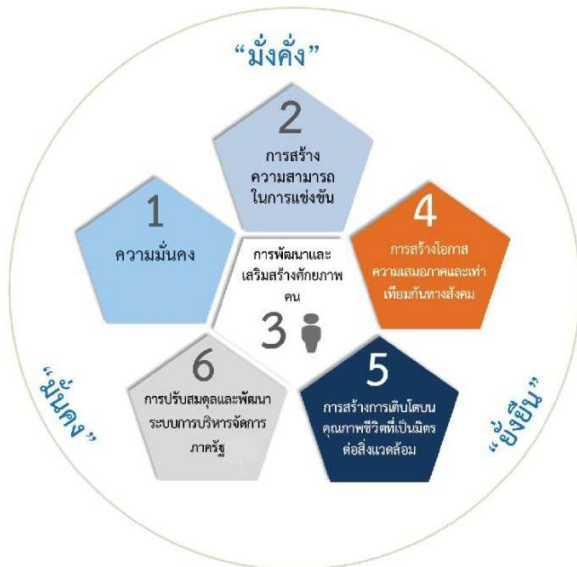 “มั่งคั่ง”
2
การสร้าง
ความสามารถ
ในการแข่งขัน
1
ความมั่นคง
4
การสร้างโอกาส
ความเสมอภาคและเท่า
เทียมกันทางสังคม
การพัฒนาและ
เสริมสร้างศักยภาพ
คน
3
6
การปรับสมดุลและพัฒนา
ระบบการบริหารจัดการ
ภาครัฐ
5
การสร้างการเติบโตบน
คุณภาพชีวิตที่เป็นมิตร
ต่อสิ่งแวดล้อม
“มั่นคง”
“ยั่งยืน”